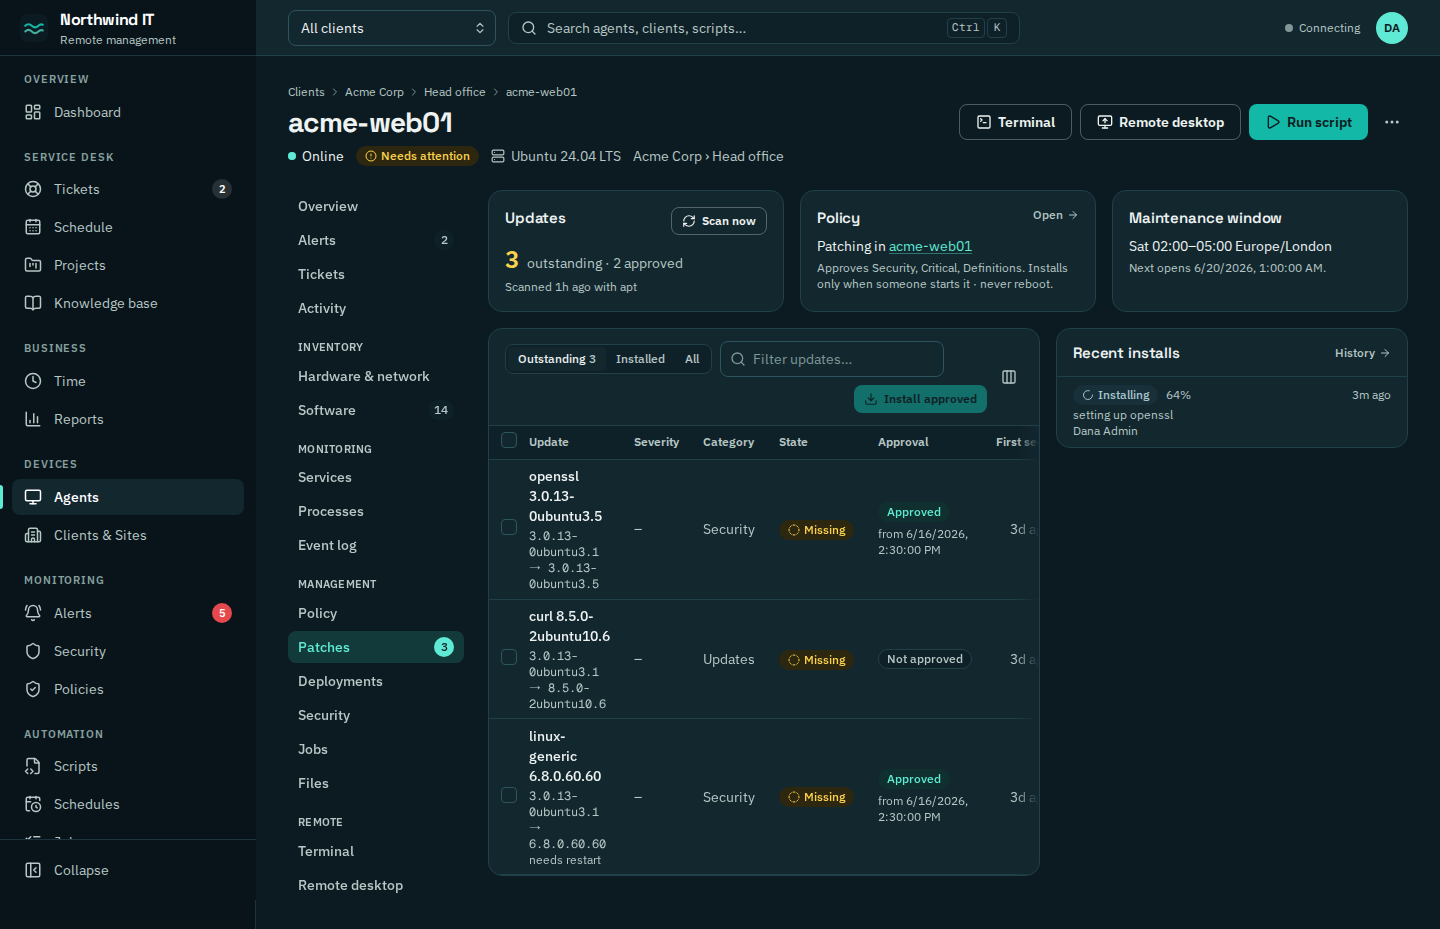 Northwind IT
Remote management
All clients
Search agents, clients, scripts...
Ctrl K
Connecting
DA
OVERVIEW
Dashboard
SERVICE DESK
Tickets 2
Schedule
Projects
Knowledge base
BUSINESS
Time
Reports
DEVICES
Agents
Clients & Sites
MONITORING
Alerts 5
Security
Policies
AUTOMATION
Scripts
Schedules
Collapse
Clients > Acme Corp > Head office > acme-web01
acme-web01
Terminal
Remote desktop
Run script
Online
Needs attention
Ubuntu 24.04 LTS
Acme Corp › Head office
Overview
Alerts 2
Tickets
Activity
INVENTORY
Hardware & network
Software 14
MONITORING
Services
Processes
Event log
MANAGEMENT
Policy
Patches 3
Deployments
Security
Jobs
Files
REMOTE
Terminal
Remote desktop
Updates
Scan now
3 outstanding · 2 approved
Scanned 1h ago with apt
Policy
Open →
Patching in acme-web01
Approves Security, Critical, Definitions. Installs
only when someone starts it · never reboot.
Maintenance window
Sat 02:00–05:00 Europe/London
Next opens 6/20/2026, 1:00:00 AM.
Outstanding 3 Installed All
Filter updates...
Install approved
Update Severity Category State Approval First se
openssl
3.0.13-
0ubuntu3.5
3.0.13-
0ubuntu3.1
→ 3.0.13-
0ubuntu3.5
–
Security
Missing
Approved
from 6/16/2026,
2:30:00 PM
3d a
curl 8.5.0-
2ubuntu10.6
3.0.13-
0ubuntu3.1
→ 8.5.0-
2ubuntu10.6
–
Updates
Missing
Not approved
3d a
linux-
generic
6.8.0.60.60
3.0.13-
0ubuntu3.1
→
6.8.0.60.60
needs restart
–
Security
Missing
Approved
from 6/16/2026,
2:30:00 PM
3d a
Recent installs
History →
Installing 64% 3m ago
setting up openssl
Dana Admin